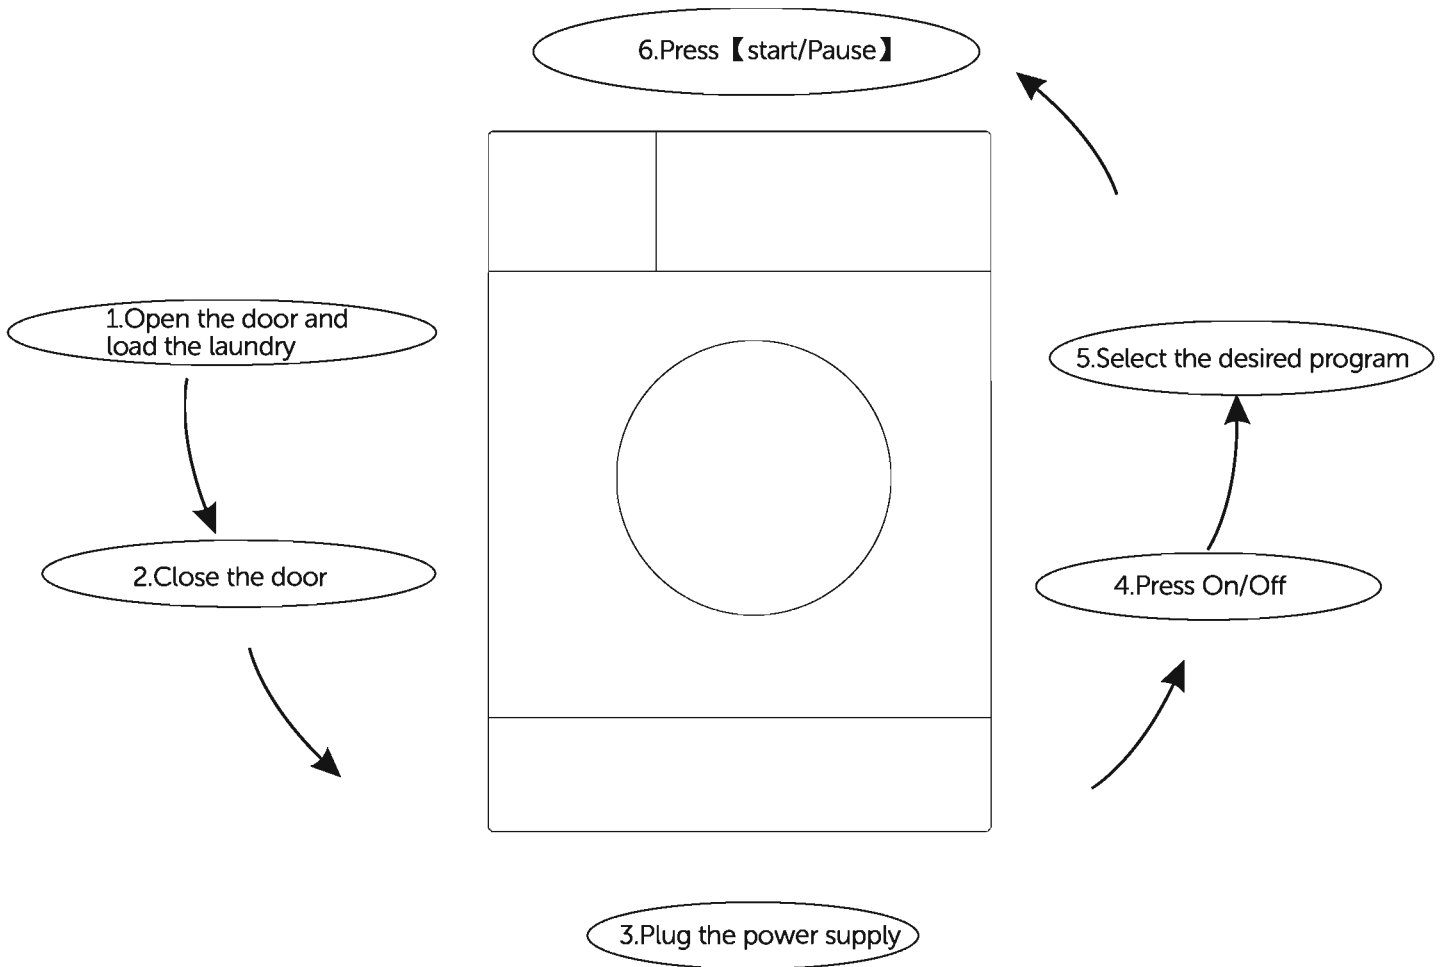 6.Press【start/Pause】
1.Open the door and
load the laundry
5.Select the desired program
2.Close the door
4.Press On/Off
3.Plug the power supply